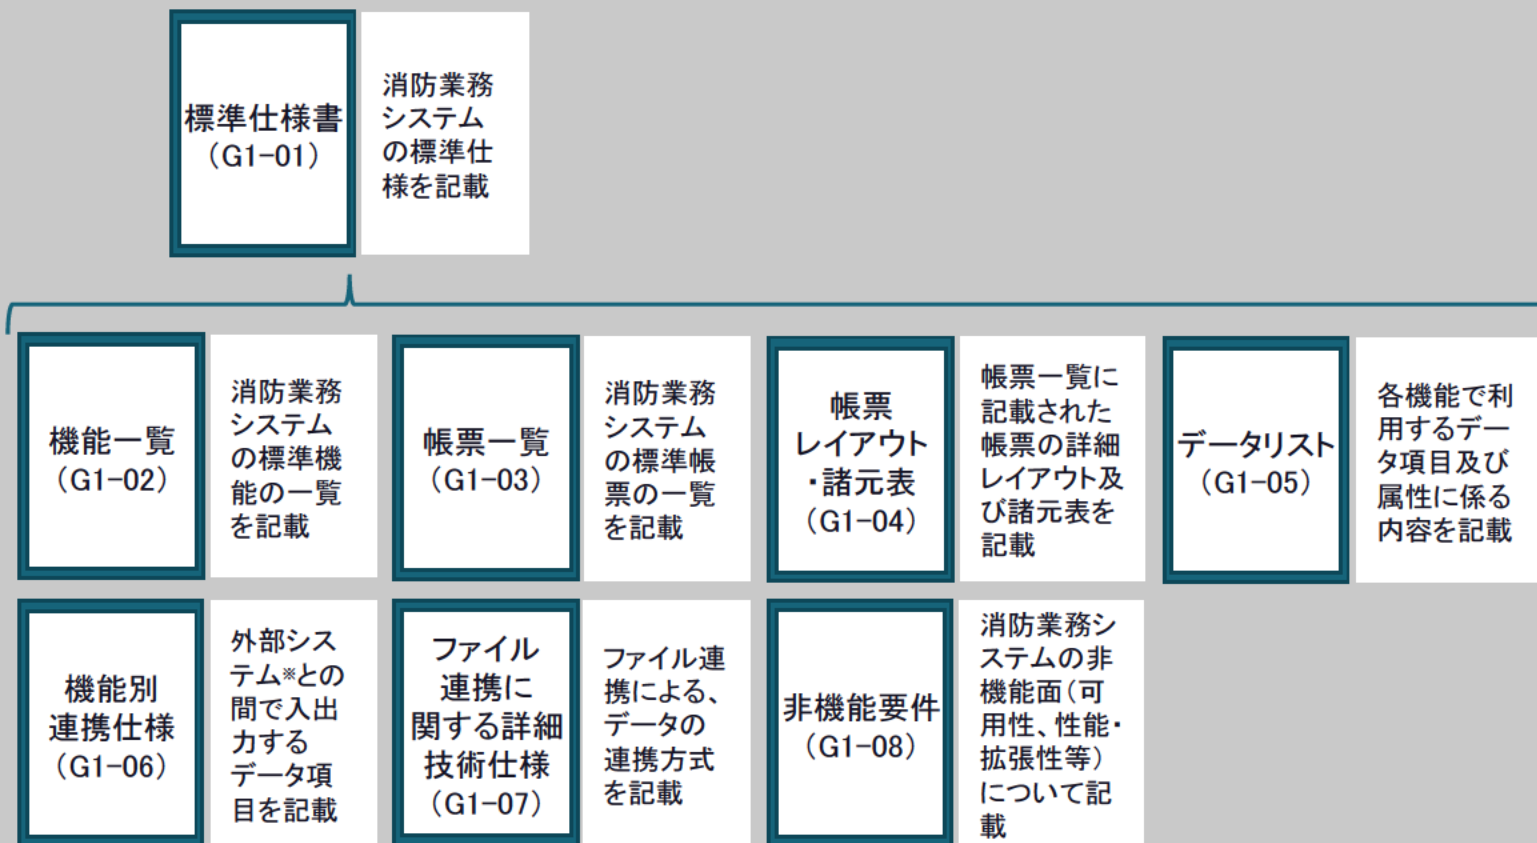 標準仕様書
（G1-01）
消防業務
システム
の標準仕
様を記載
機能一覧
（G1-02）
消防業務
システム
の標準機
能の一覧
を記載
帳票一覧
（G1-03）
消防業務
システム
の標準帳
票の一覧
を記載
帳票
レイアウト
・諸元表
（G1-04）
帳票一覧に
記載された
帳票の詳細
レイアウト及
び諸元表を
記載
データリスト
（G1-05）
各機能で利
用するデー
タ項目及び
属性に係る
内容を記載
機能別
連携仕様
（G1-06）
外部シス
テム※との
間で入出
力する
データ項
目を記載
ファイル
連携に
関する詳細
技術仕様
（G1-07）
ファイル連
携による、
データの
連携方式
を記載
非機能要件
（G1-08）
消防業務シ
ステムの非
機能面（可
用性、性能・
拡張性等）
について記
載